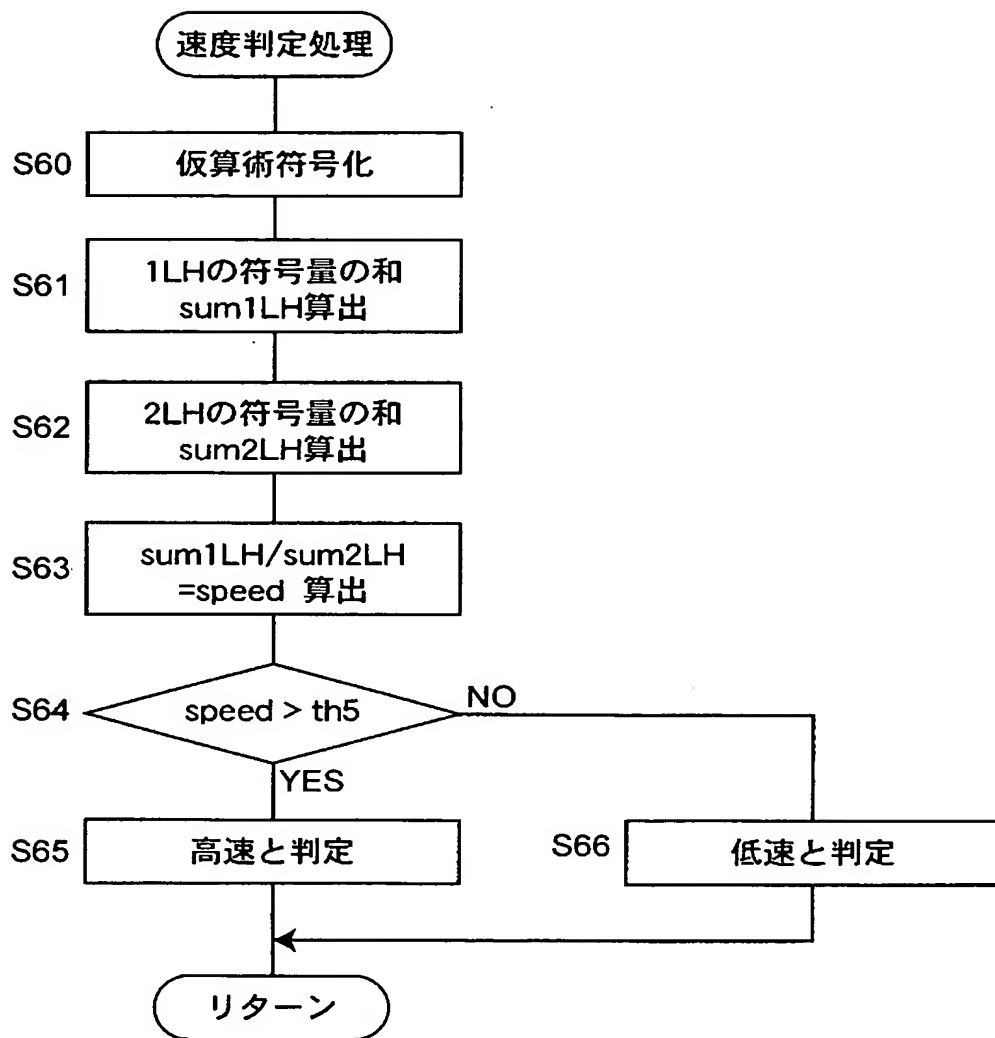 速度判定処理
S60
仮算術符号化
S61
1LHの符号量の和
sum1LH算出
S62
2LHの符号量の和
sum2LH算出
S63
sum1LH/sum2LH
=speed 算出
S64
speed > th5
NO
YES
S65
高速と判定
S66
低速と判定
リターン